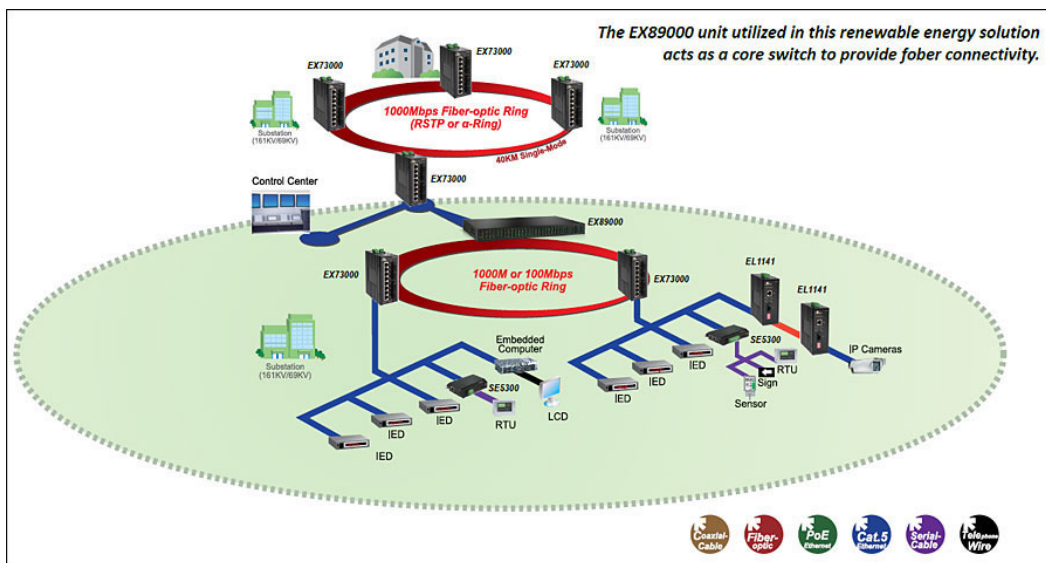 The EX89000 unit utilized in this renewable energy solution
acts as a core switch to provide fober connectivity.
EX73000
EX73000
EX73000
1000Mbps Fiber-optic Ring
(RSTP or α-Ring)
Substation
(161KV/69KV)
Substation
(161KV/69KV)
40KM Single-Mode
EX73000
Control Center
EX89000
EX73000
1000M or 100Mbps
Fiber-optic Ring
EX73000
EL1141
EL1141
Substation
(161KV/69KV)
Embedded
Computer
SE5300
IP Cameras
RTU
Sign
Sensor
IED
IED
IED
SE5300
LCD
RTU
IED
IED
IED
Coaxial-
Cable
Fiber-
optic
PoE
Ethernet
Cat.5
Ethernet
Serial-
Cable
Telephone
Wire